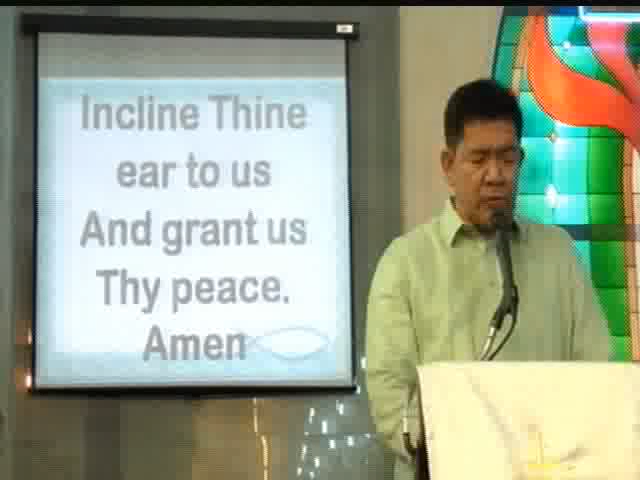 Incline Thine
ear to us
And grant us
Thy peace.
Amen